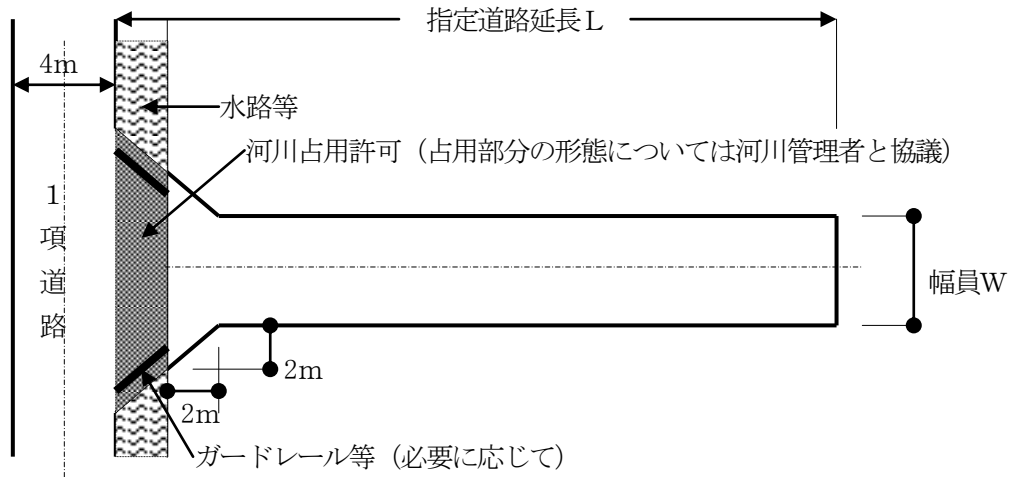 指定道路延長L
4m
水路等
河川占用許可（占用部分の形態については河川管理者と協議）
1項道路
幅員W
2m
2m
ガードレール等（必要に応じて）